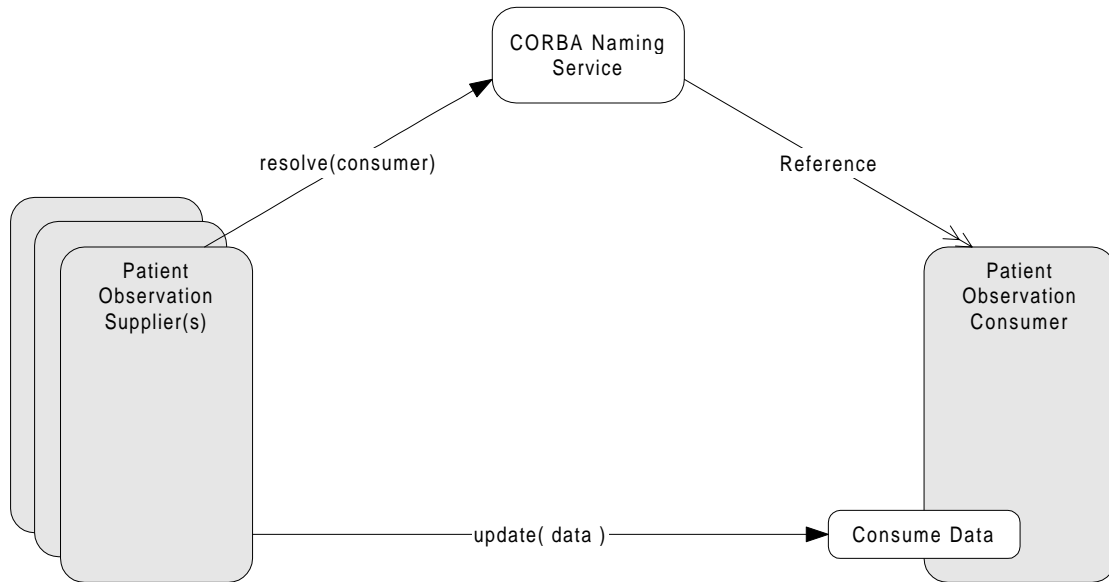 CORBA Naming
Service
resolve(consumer)
Reference
Patient
Observation
Supplier(s)
Patient
Observation
Consumer
update( data )
Consume Data